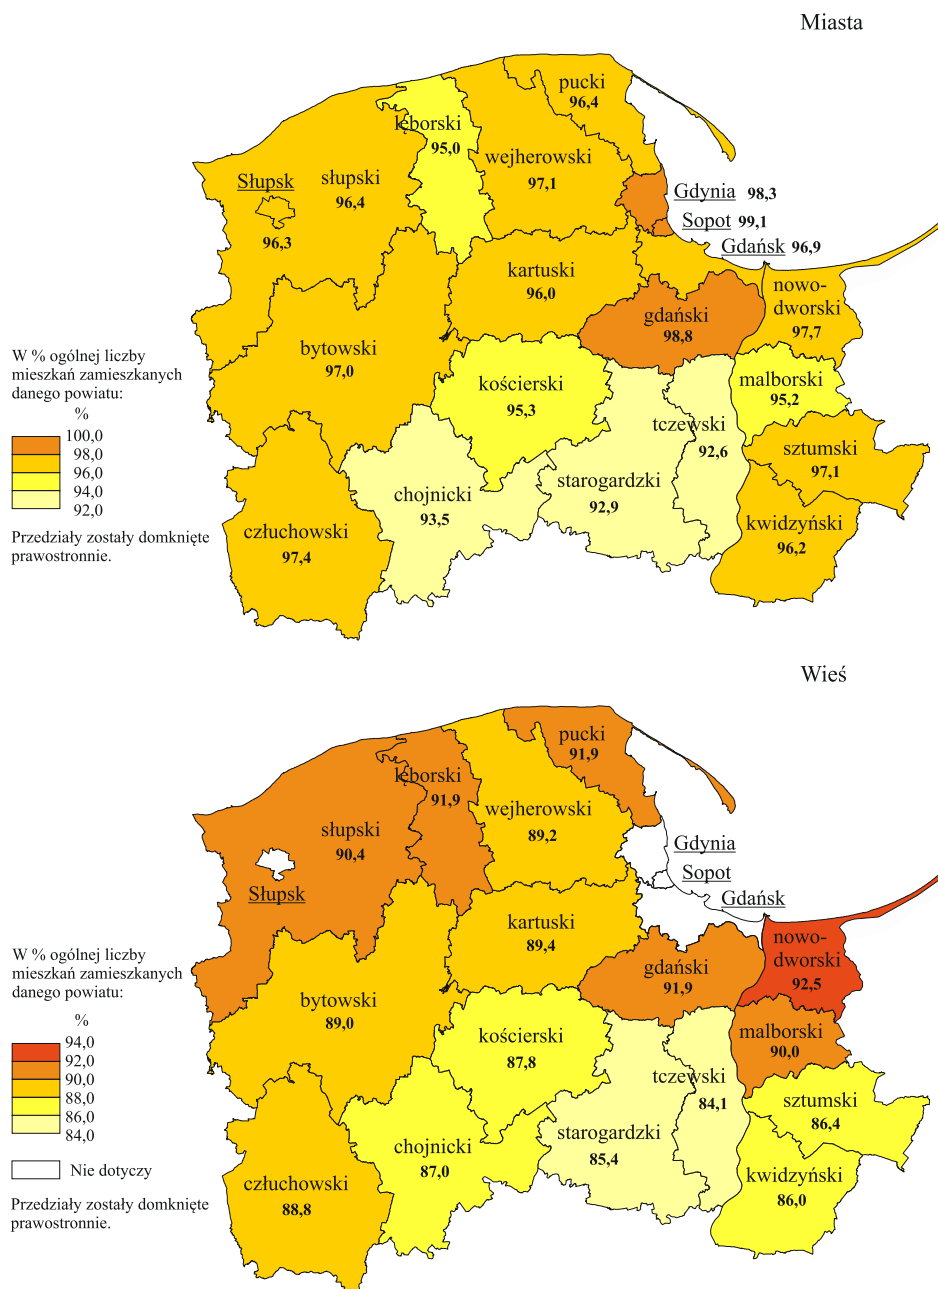 Miasta
pucki
96,4
lęborski
95,0
wejherowski
97,1
Słupsk
96,3
słupski
96,4
Gdynia 98,3
Sopot 99,1
Gdańsk 96,9
kartuski
96,0
nowo-
dworski
97,7
gdański
98,8
bytowski
97,0
kościerski
95,3
malborski
95,2
tczewski
92,6
sztumski
97,1
starogardzki
92,9
chojnicki
93,5
kwidzyński
96,2
człuchowski
97,4
W % ogólnej liczby
mieszkań zamieszkanych
danego powiatu:
%
100,0
98,0
96,0
94,0
92,0
Przedziały zostały domknięte
prawostronnie.
Wieś
pucki
91,9
lęborski
91,9
wejherowski
89,2
słupski
90,4
Słupsk
Gdynia
Sopot
Gdańsk
kartuski
89,4
nowo-
dworski
92,5
gdański
91,9
bytowski
89,0
kościerski
87,8
malborski
90,0
tczewski
84,1
sztumski
86,4
starogardzki
85,4
chojnicki
87,0
kwidzyński
86,0
człuchowski
88,8
W % ogólnej liczby
mieszkań zamieszkanych
danego powiatu:
%
94,0
92,0
90,0
88,0
86,0
84,0
Nie dotyczy
Przedziały zostały domknięte
prawostronnie.